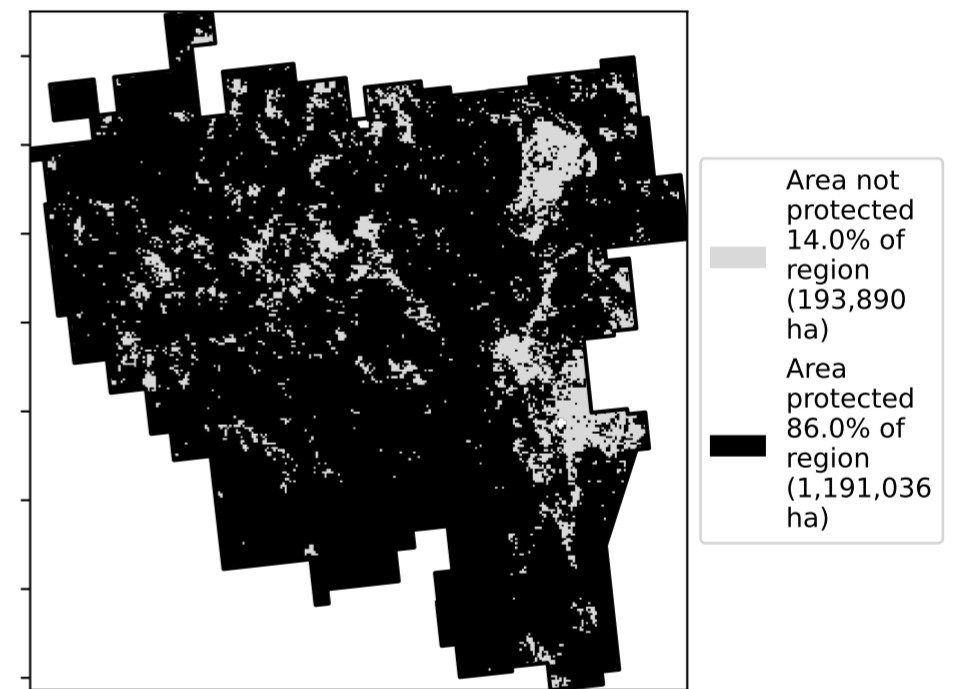 Area not
protected
14.0% of
region
(193,890
ha)
Area
protected
86.0% of
region
(1,191,036
ha)